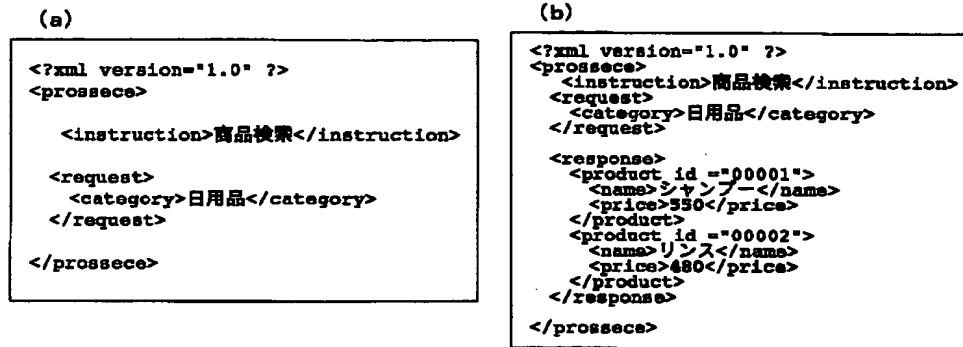 (a)
<?xml version="1.0" ?>
<prossece>
<instruction>商品検索</instruction>
<request>
<category>日用品</category>
</request>
</prossece>
(b)
<?xml version="1.0" ?>
<prossece>
<instruction>商品検索</instruction>
<request>
<category>日用品</category>
</request>
<response>
<product id ="00001">
<name>シャンプー</name>
<price>550</price>
</product>
<product id ="00002">
<name>リンス</name>
<price>480</price>
</product>
</response>
</prossece>